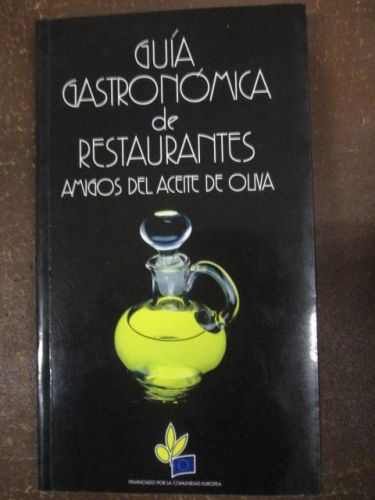 GUÍA
GASTRONÓMICA
de
RESTAURANTES
AMIGOS DEL ACEITE DE OLIVA
FINANCIADO POR LA COMUNIDAD EUROPEA